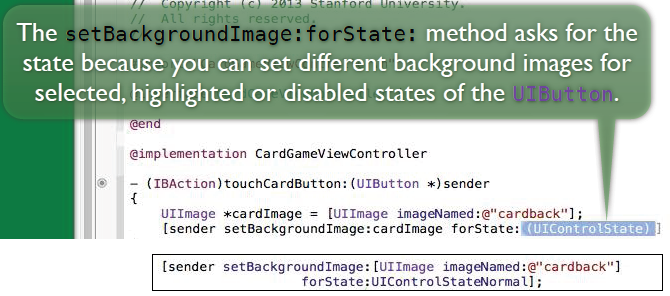 //  Copyright (c) 2013 Stanford University.
//  All rights reserved.
The setBackgroundImage:forState: method asks for the
state because you can set different background images for
selected, highlighted or disabled states of the UIButton.
@end
@implementation CardGameViewController
– (IBAction)touchCardButton:(UIButton *)sender
{
UIImage *cardImage = [UIImage imageNamed:@"cardback"];
[sender setBackgroundImage:cardImage forState:(UIControlState)]
[sender setBackgroundImage:[UIImage imageNamed:@"cardback"]
forState:UIControlStateNormal];